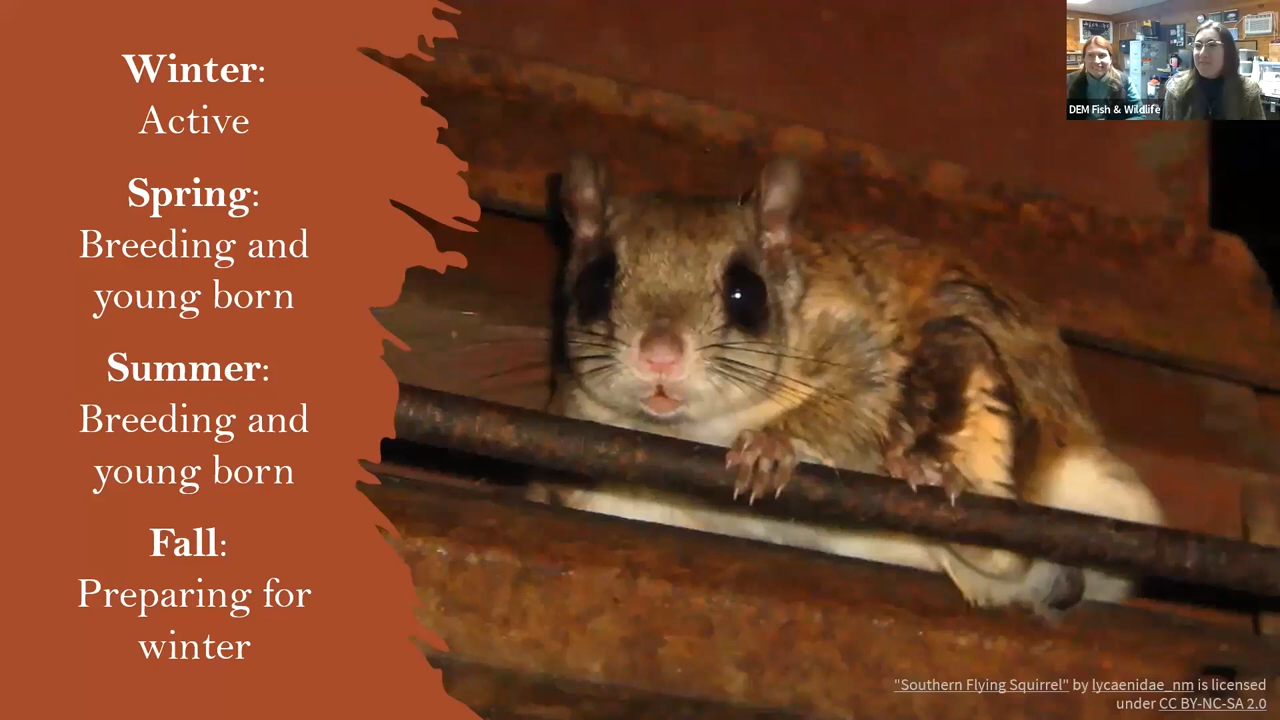 Winter:
Active
Spring:
Breeding and
young born
Summer:
Breeding and
young born
Fall:
Preparing for
winter
DEM Fish & Wildlife
"Southern Flying Squirrel" by lycaenidae_nm is licensed
under CC BY-NC-SA 2.0